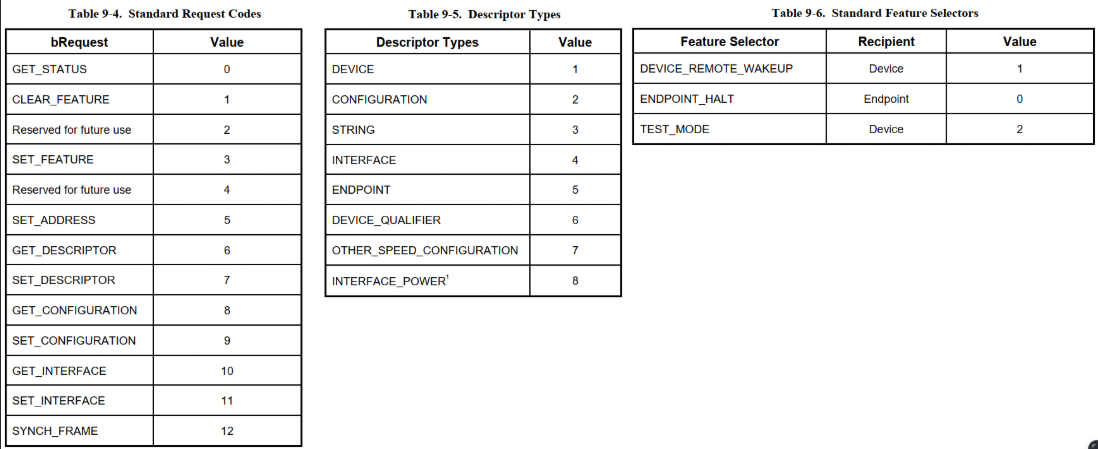 Table 9-4. Standard Request Codes
bRequest Value
GET_STATUS 0
CLEAR_FEATURE 1
Reserved for future use 2
SET_FEATURE 3
Reserved for future use 4
SET_ADDRESS 5
GET_DESCRIPTOR 6
SET_DESCRIPTOR 7
GET_CONFIGURATION 8
SET_CONFIGURATION 9
GET_INTERFACE 10
SET_INTERFACE 11
SYNCH_FRAME 12
Table 9-5. Descriptor Types
Descriptor Types Value
DEVICE 1
CONFIGURATION 2
STRING 3
INTERFACE 4
ENDPOINT 5
DEVICE_QUALIFIER 6
OTHER_SPEED_CONFIGURATION 7
INTERFACE_POWER¹ 8
Table 9-6. Standard Feature Selectors
Feature Selector Recipient Value
DEVICE_REMOTE_WAKEUP Device 1
ENDPOINT_HALT Endpoint 0
TEST_MODE Device 2